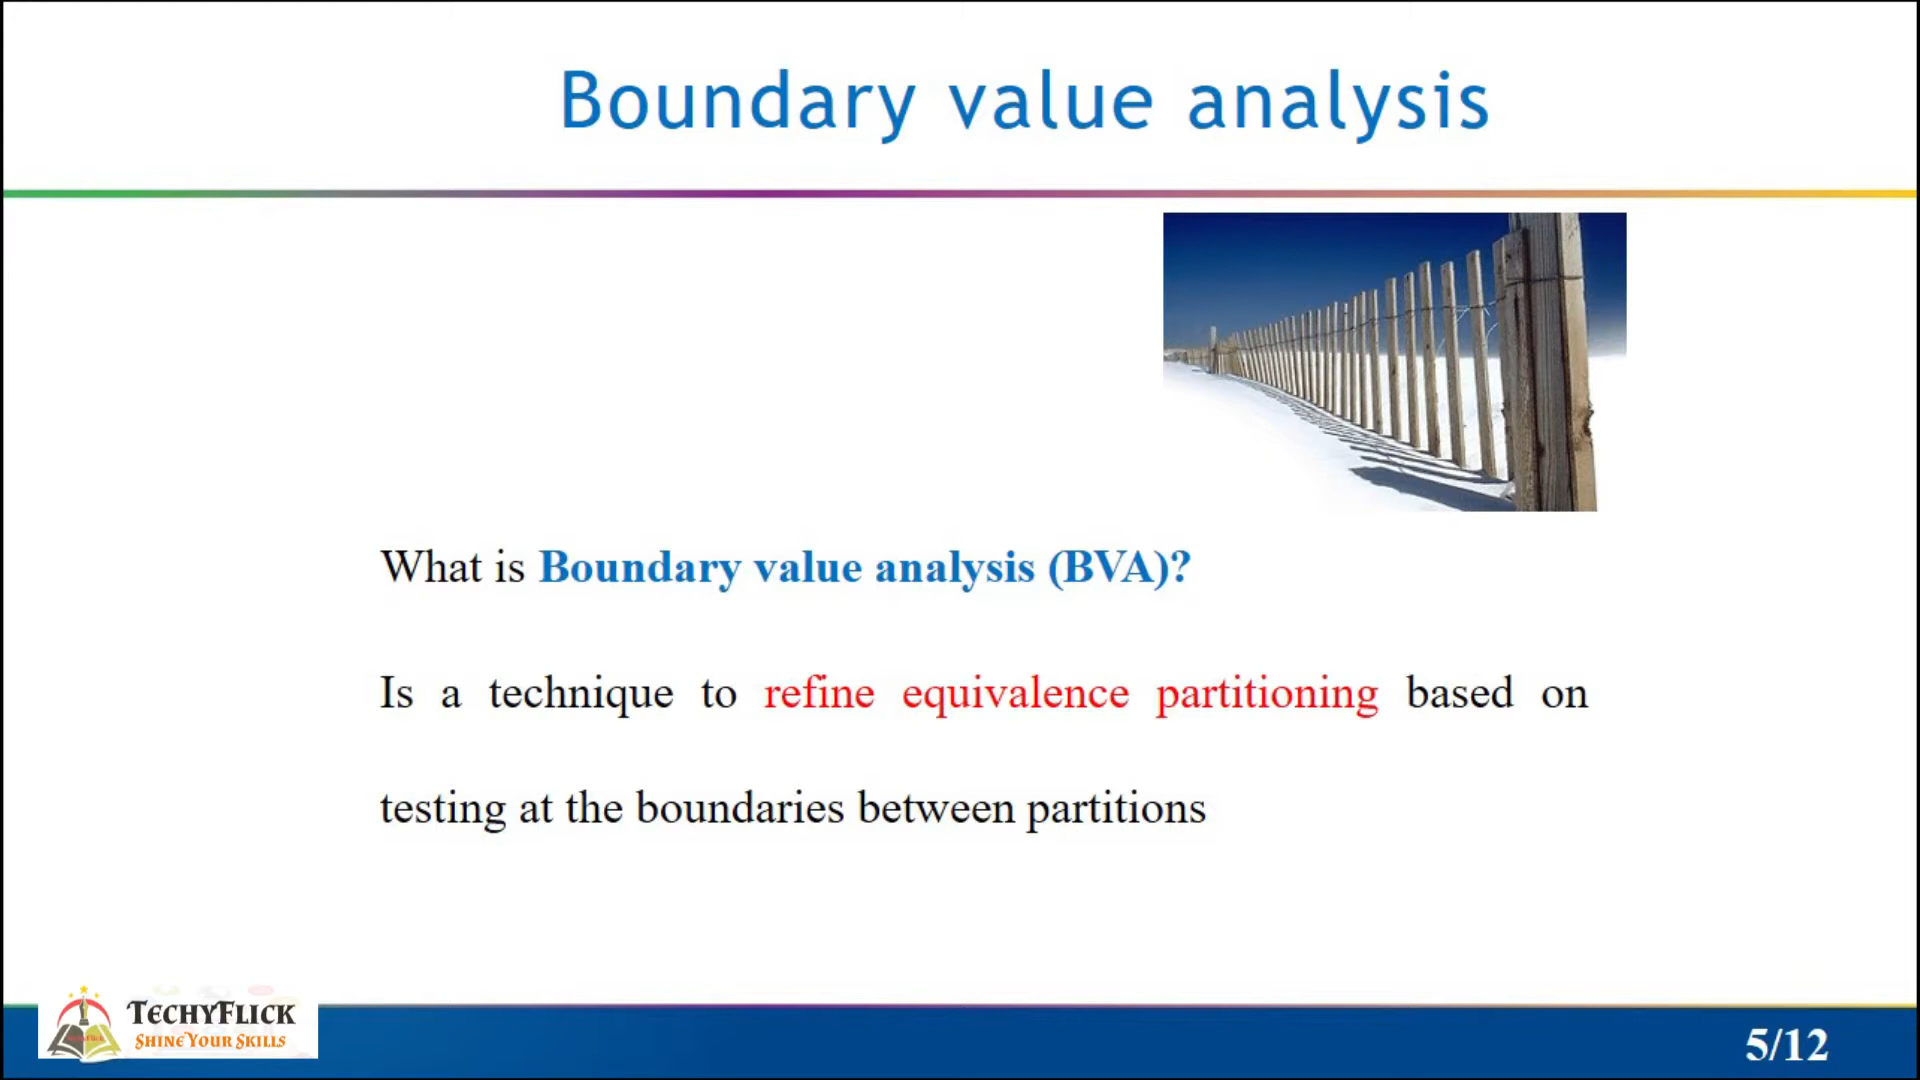 Boundary value analysis
What is Boundary value analysis (BVA)?
Is a technique to refine equivalence partitioning based on
testing at the boundaries between partitions
TECHYFLICK
SHINE YOUR SKILLS
5/12